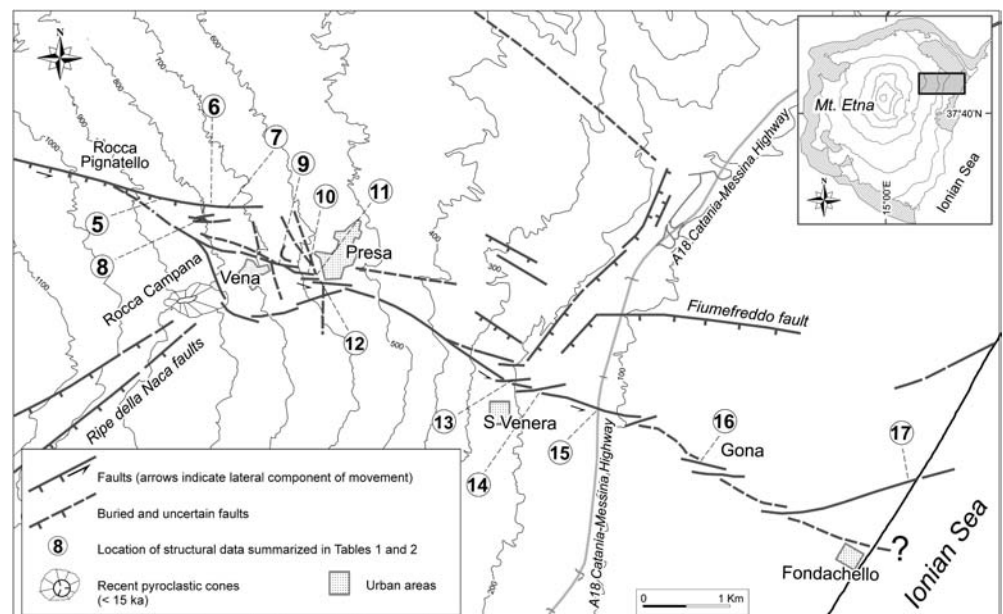 N
Rocca
Pignatello
1000
900
800
700
600
6
7
9
10
11
5
8
Vena
Presa
400
300
Rocca Campana
1100
Ripe della Naca faults
12
500
13
S-Venera
14
15
100
200
A18 Catania-Messina Highway
A18 Catania-Messina Highway
Fiumefreddo fault
16
Gona
17
Fondachello
?
Ionian Sea
Mt. Etna
37°40'N
15°00'E
Ionian Sea
N
Faults (arrows indicate lateral component of movement)
Buried and uncertain faults
8
Location of structural data summarized in Tables 1 and 2
Recent pyroclastic cones
(< 15 ka)
Urban areas
0
1 Km